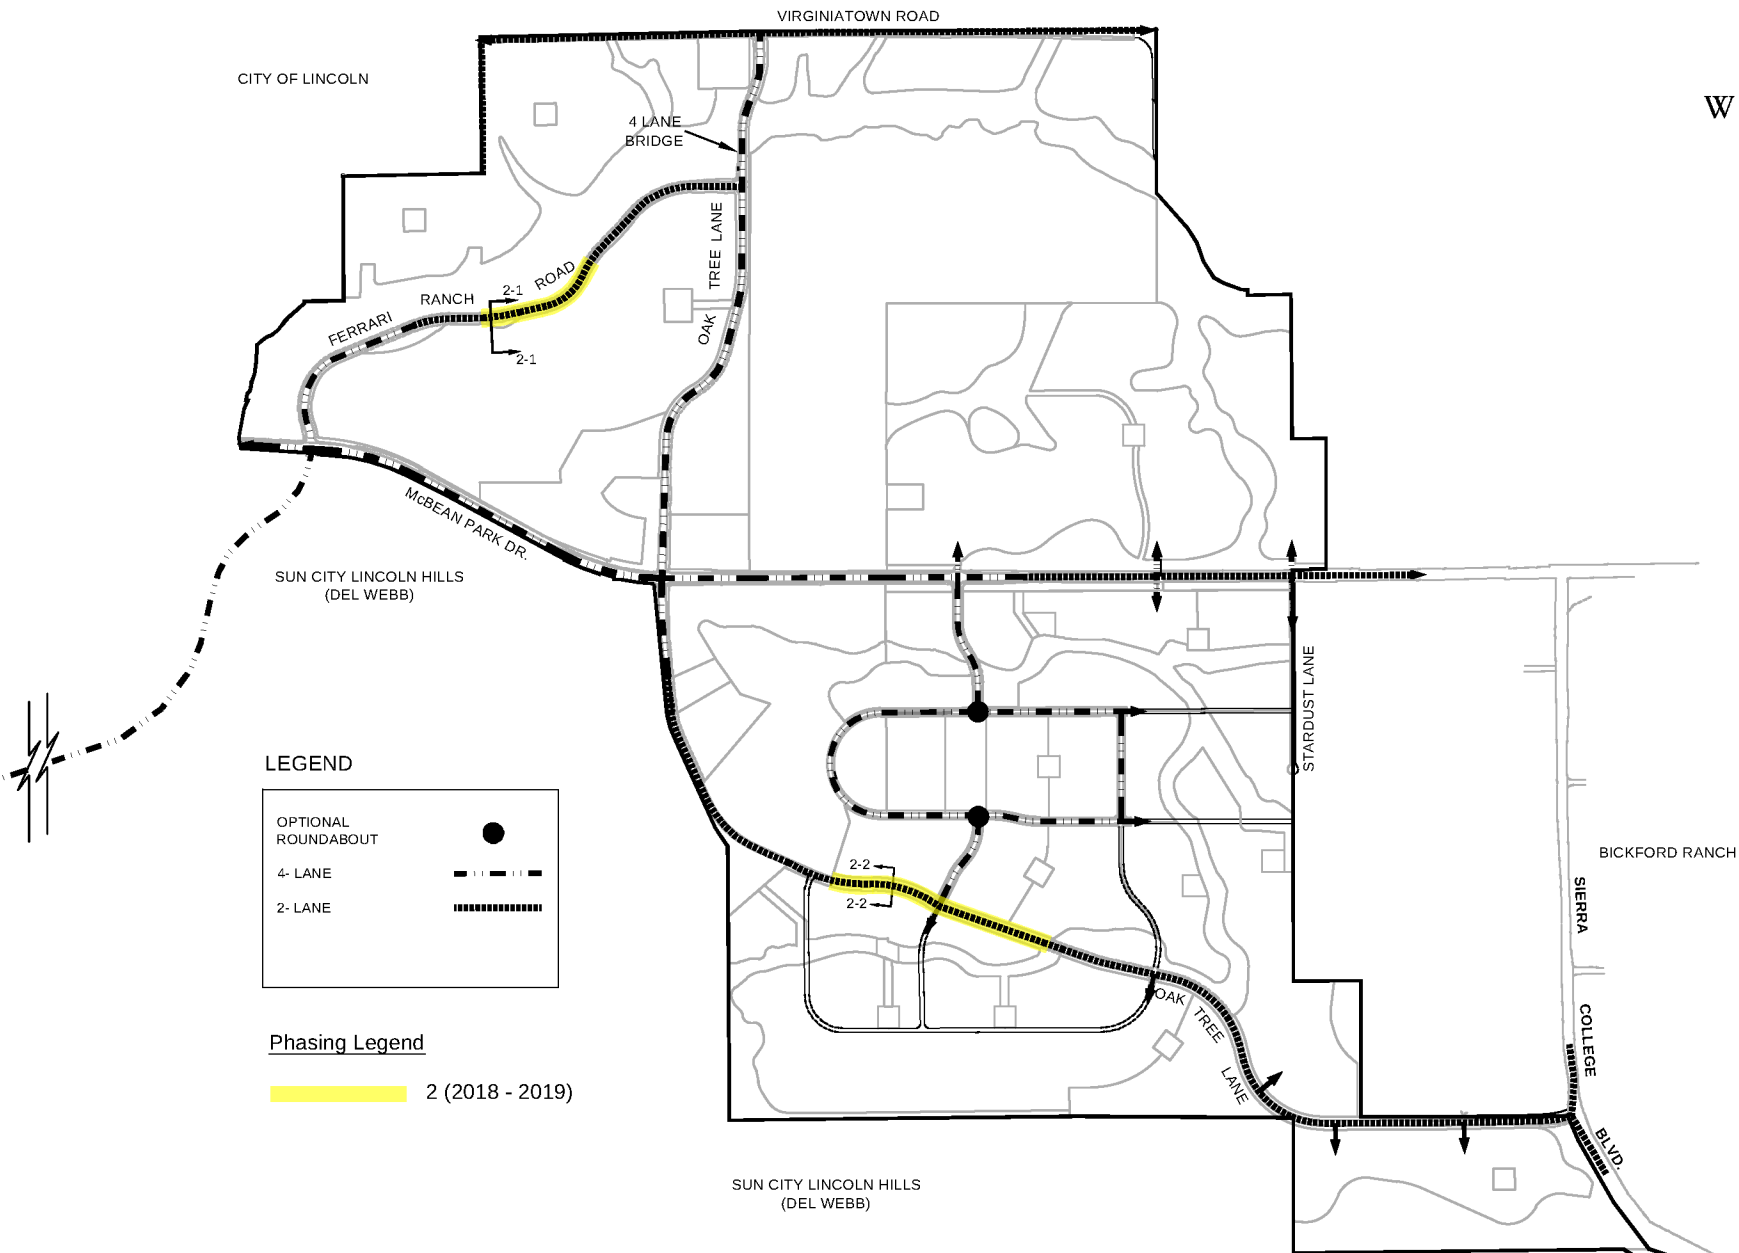 VIRGINIATOWN ROAD
CITY OF LINCOLN
W
4 LANE
BRIDGE
OAK TREE LANE
FERRARI RANCH ROAD
2-1
2-1
McBEAN PARK DR.
SUN CITY LINCOLN HILLS
(DEL WEBB)
STARDUST LANE
LEGEND
OPTIONAL
ROUNDABOUT
4- LANE
2- LANE
2-2
2-2
BICKFORD RANCH
SIERRA COLLEGE BLVD.
OAK TREE LANE
Phasing Legend
2 (2018 - 2019)
SUN CITY LINCOLN HILLS
(DEL WEBB)